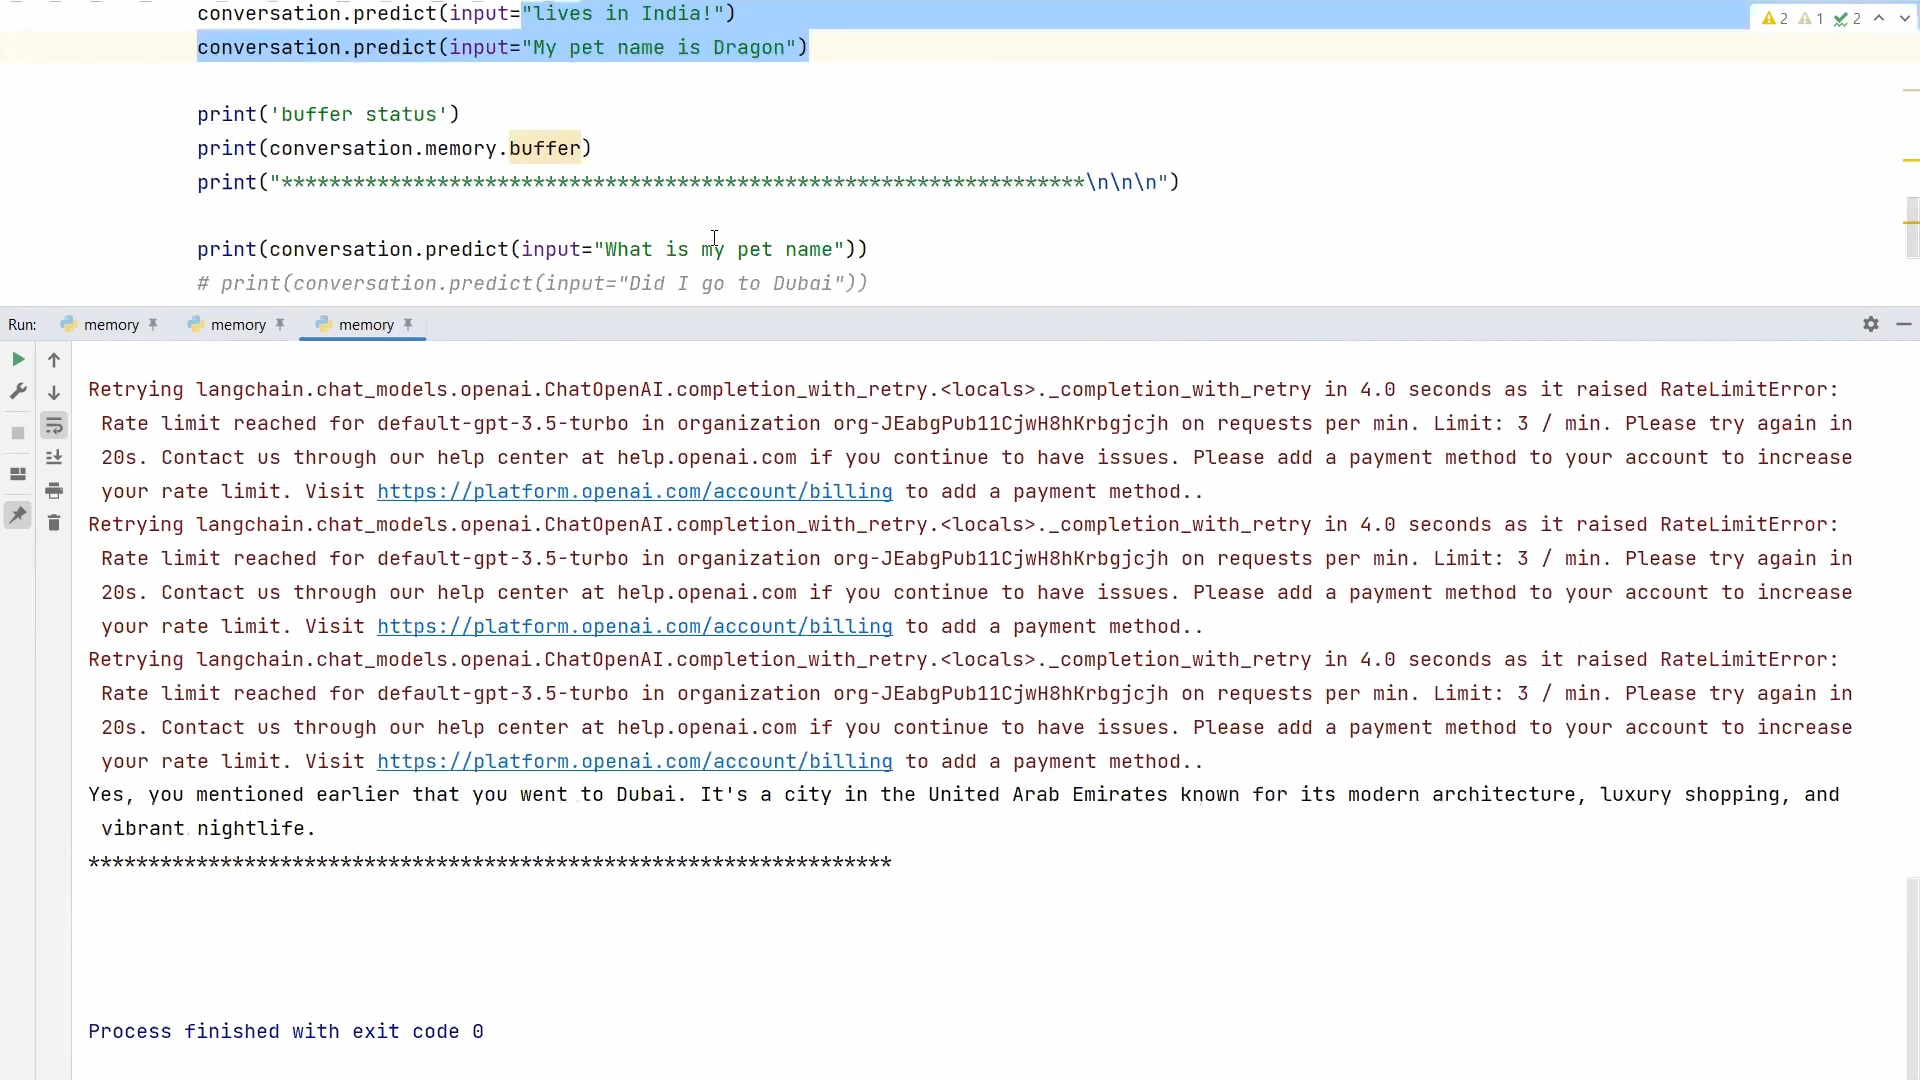 conversation.predict(input="lives in India!")
2 1 2
conversation.predict(input="My pet name is Dragon")
print('buffer status')
print(conversation.memory.buffer)
print("*******************************************************************\n\n\n")
print(conversation.predict(input="What is my pet name"))
# print(conversation.predict(input="Did I go to Dubai"))
Run: memory memory memory
Retrying langchain.chat_models.openai.ChatOpenAI.completion_with_retry.<locals>._completion_with_retry in 4.0 seconds as it raised RateLimitError:
Rate limit reached for default-gpt-3.5-turbo in organization org-JEabgPub11CjwH8hKrbgjcjh on requests per min. Limit: 3 / min. Please try again in
20s. Contact us through our help center at help.openai.com if you continue to have issues. Please add a payment method to your account to increase
your rate limit. Visit https://platform.openai.com/account/billing to add a payment method..
Retrying langchain.chat_models.openai.ChatOpenAI.completion_with_retry.<locals>._completion_with_retry in 4.0 seconds as it raised RateLimitError:
Rate limit reached for default-gpt-3.5-turbo in organization org-JEabgPub11CjwH8hKrbgjcjh on requests per min. Limit: 3 / min. Please try again in
20s. Contact us through our help center at help.openai.com if you continue to have issues. Please add a payment method to your account to increase
your rate limit. Visit https://platform.openai.com/account/billing to add a payment method..
Retrying langchain.chat_models.openai.ChatOpenAI.completion_with_retry.<locals>._completion_with_retry in 4.0 seconds as it raised RateLimitError:
Rate limit reached for default-gpt-3.5-turbo in organization org-JEabgPub11CjwH8hKrbgjcjh on requests per min. Limit: 3 / min. Please try again in
20s. Contact us through our help center at help.openai.com if you continue to have issues. Please add a payment method to your account to increase
your rate limit. Visit https://platform.openai.com/account/billing to add a payment method..
Yes, you mentioned earlier that you went to Dubai. It's a city in the United Arab Emirates known for its modern architecture, luxury shopping, and
vibrant nightlife.
*******************************************************************
Process finished with exit code 0